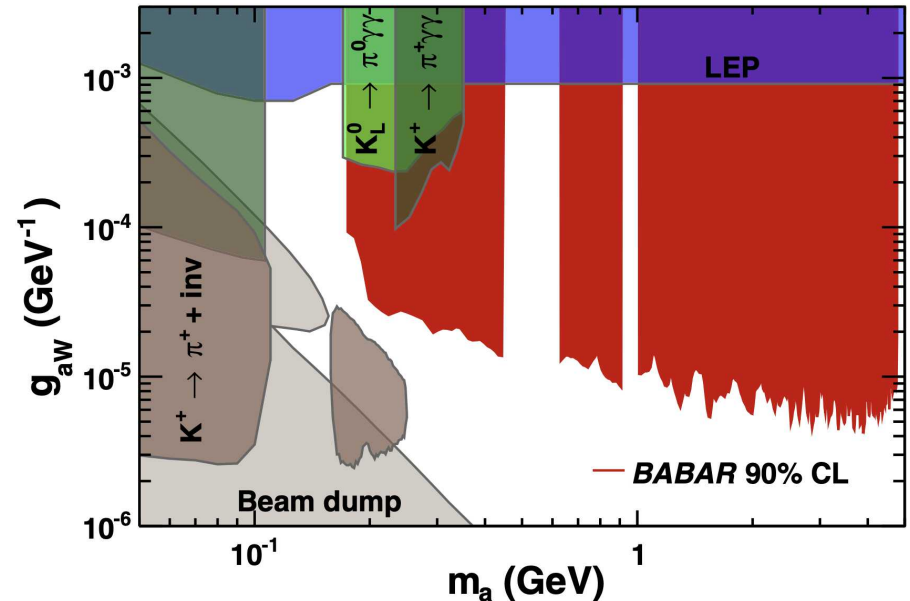 10⁻³
10⁻⁴
10⁻⁵
10⁻⁶
g_aW (GeV⁻¹)
K⁰_L → π⁰γγ
K⁺ → π⁺γγ
LEP
K⁺ → π⁺ + inv
Beam dump
BABAR 90% CL
10⁻¹
1
m_a (GeV)